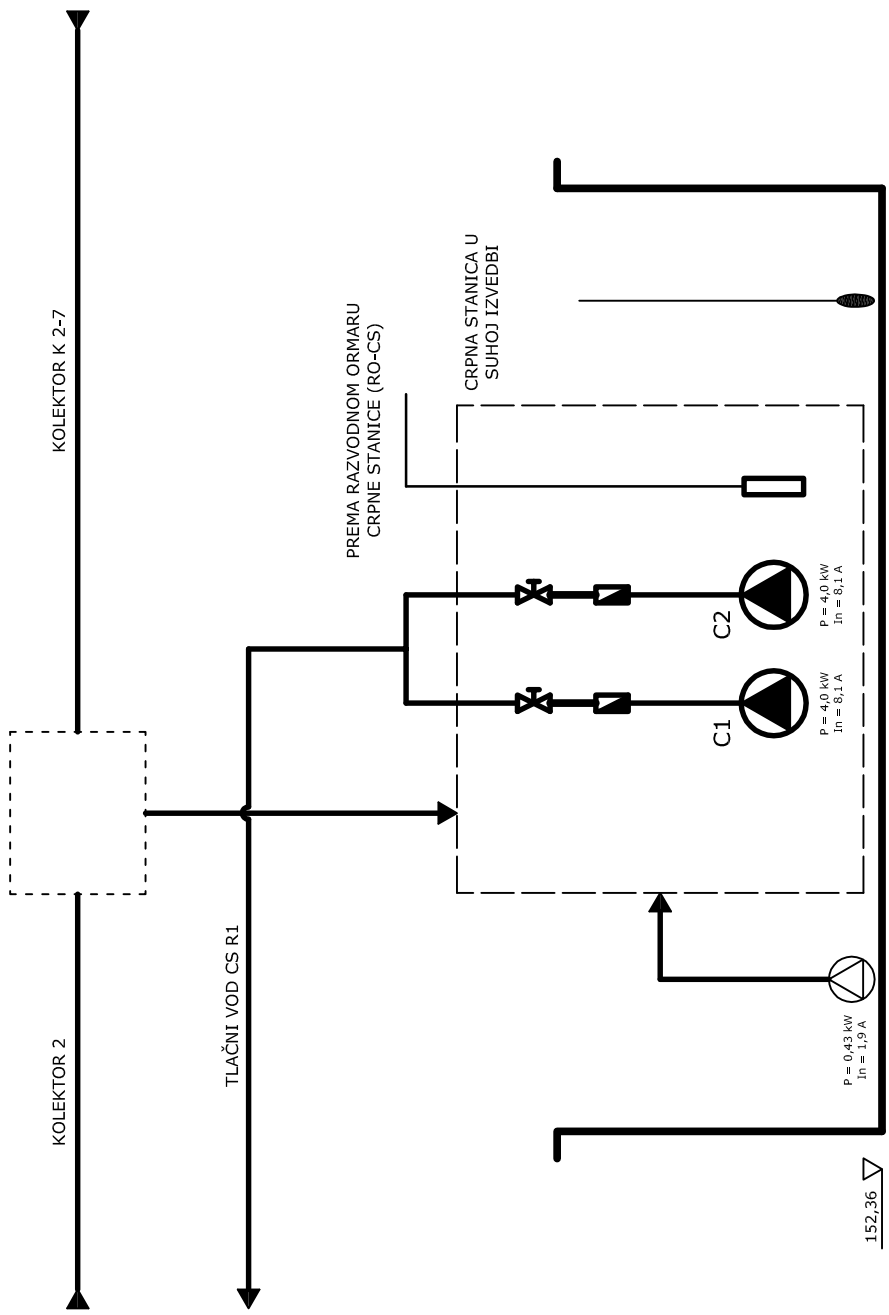 KOLEKTOR 2
KOLEKTOR K 2-7
TLAČNI VOD CS R1
PREMA RAZVODNOM ORMARU
CRPNE STANICE (RO-CS)
CRPNA STANICA U
SUHOJ IZVEDBI
C1
C2
P = 4,0 kW
In = 8,1 A
P = 4,0 kW
In = 8,1 A
P = 0,43 kW
In = 1,9 A
152,36